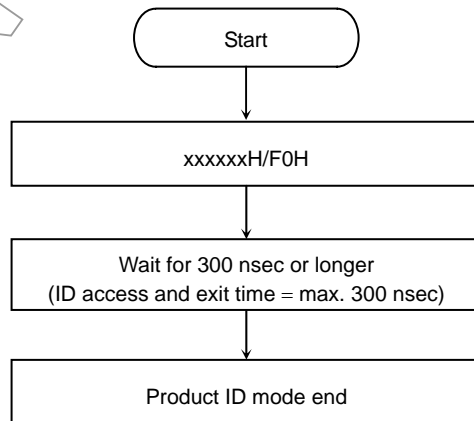 Start
xxxxxxH/F0H
Wait for 300 nsec or longer
(ID access and exit time = max. 300 nsec)
Product ID mode end